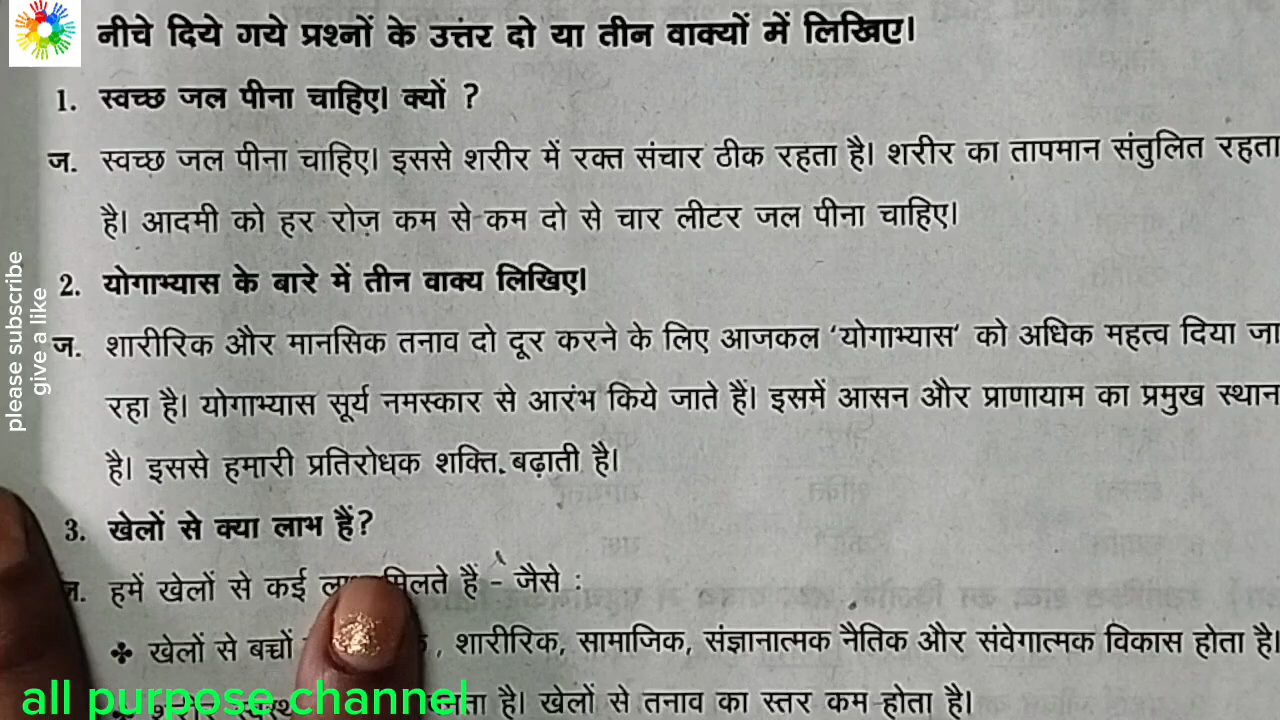 नीचे दिये गये प्रश्नों के उत्तंर दो या तीन वाक्यों में लिखिए।
1. स्वच्छ जल पीना चाहिए। क्यों ?
ज. स्वच्छ जल पीना चाहिए। इससे शरीर में रक्त संचार ठीक रहता है। शरीर का तापमान संतुलित रहता
है। आदमी को हर रोज़ कम से कम दो से चार लीटर जल पीना चाहिए।
2. योगाभ्यास के बारे में तीन वाक्य लिखिए।
ज. शारीरिक और मानसिक तनाव दो दूर करने के लिए आजकल ‘योगाभ्यास’ को अधिक महत्व दिया जा
रहा है। योगाभ्यास सूर्य नमस्कार से आरंभ किये जाते हैं। इसमें आसन और प्राणायाम का प्रमुख स्थान
है। इससे हमारी प्रतिरोधक शक्ति बढ़ाती है।
3. खेलों से क्या लाभ हैं?
ज. हमें खेलों से कई मिलते हैं - जैसे :
❖ खेलों से बच्चों , शारीरिक, सामाजिक, संज्ञानात्मक नैतिक और संवेगात्मक विकास होता है।
है। खेलों से तनाव का स्तर कम होता है।
please subscribe
give a like
all purpose channel